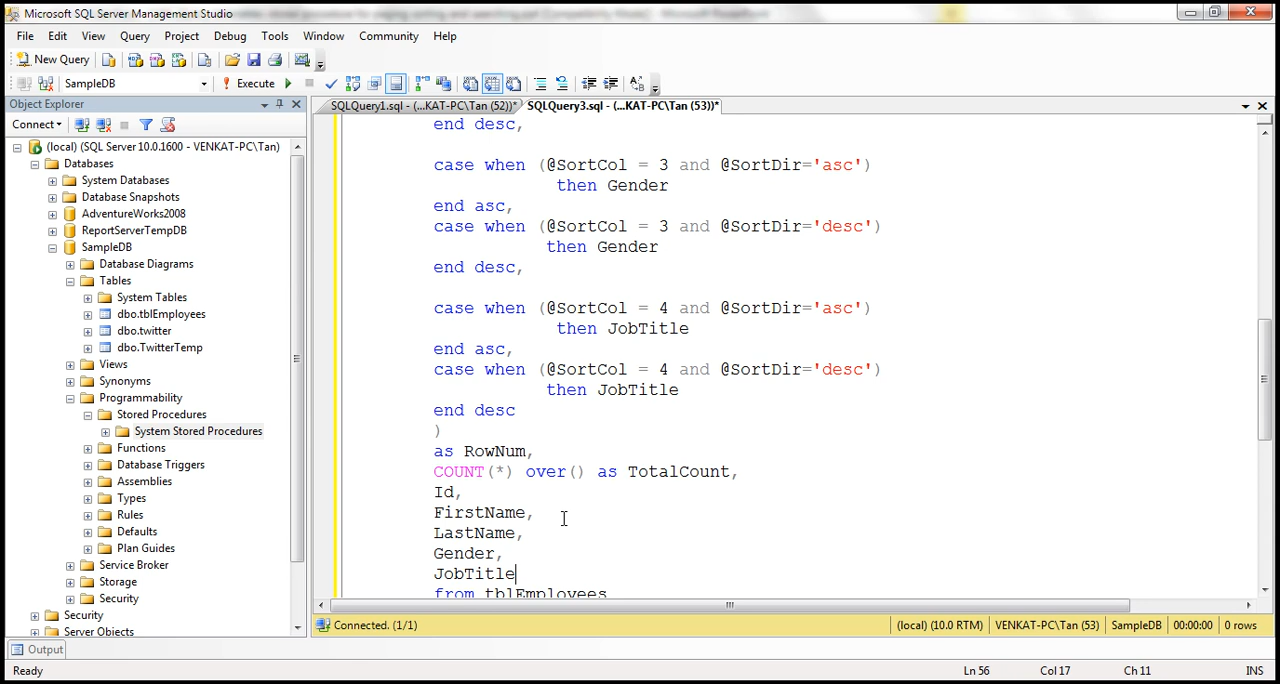 Microsoft SQL Server Management Studio
File Edit View Query Project Debug Tools Window Community Help
New Query
SampleDB Execute
Object Explorer
SQLQuery1.sql - (...KAT-PC\Tan (52))* SQLQuery3.sql - (...KAT-PC\Tan (53))*
Connect
(local) (SQL Server 10.0.1600 - VENKAT-PC\Tan)
Databases
System Databases
Database Snapshots
AdventureWorks2008
ReportServerTempDB
SampleDB
Database Diagrams
Tables
System Tables
dbo.tblEmployees
dbo.twitter
dbo.TwitterTemp
Views
Synonyms
Programmability
Stored Procedures
System Stored Procedures
Functions
Database Triggers
Assemblies
Types
Rules
Defaults
Plan Guides
Service Broker
Storage
Security
Security
Server Objects
end desc,
case when (@SortCol = 3 and @SortDir='asc')
then Gender
end asc,
case when (@SortCol = 3 and @SortDir='desc')
then Gender
end desc,
case when (@SortCol = 4 and @SortDir='asc')
then JobTitle
end asc,
case when (@SortCol = 4 and @SortDir='desc')
then JobTitle
end desc
)
as RowNum,
COUNT(*) over() as TotalCount,
Id,
FirstName,
LastName,
Gender,
JobTitle
from tblEmployees
Connected. (1/1) (local) (10.0 RTM) VENKAT-PC\Tan (53) SampleDB 00:00:00 0 rows
Output
Ready Ln 56 Col 17 Ch 11 INS